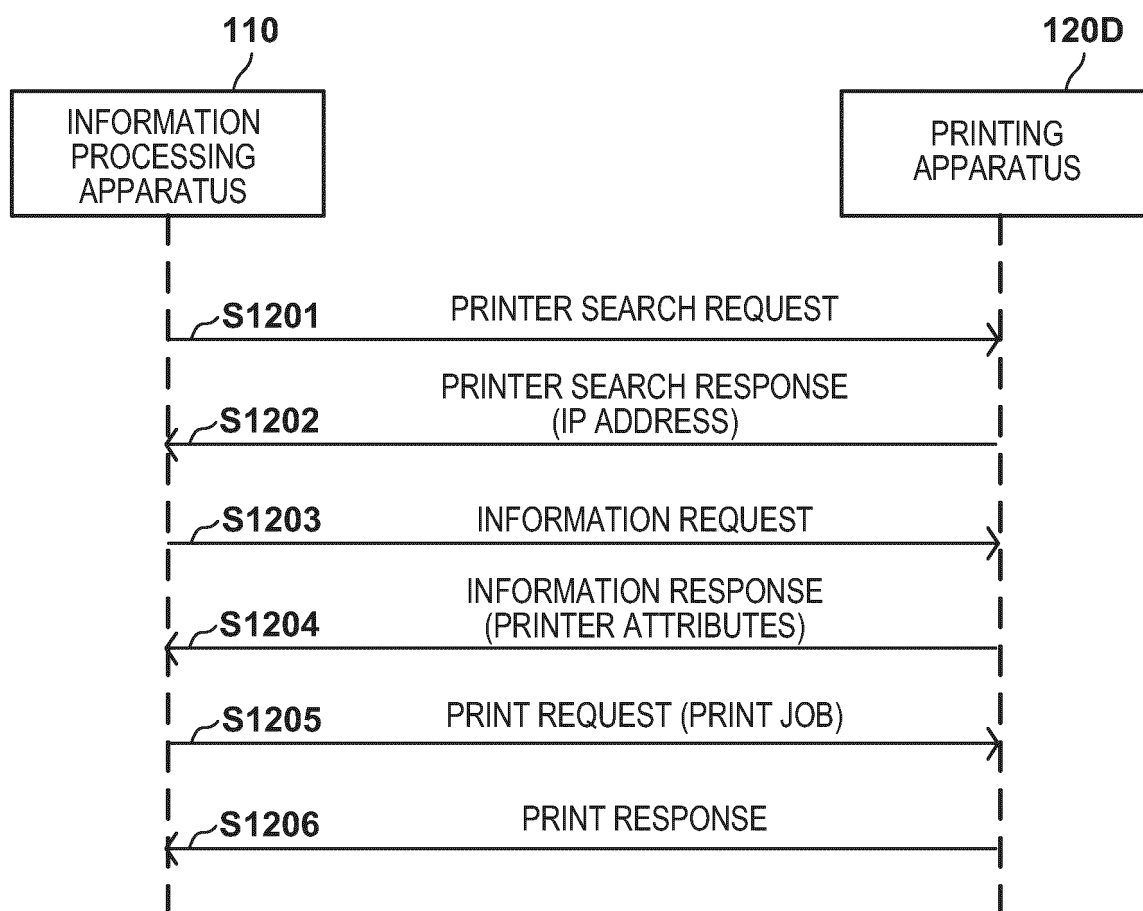 110
120D
INFORMATION
PROCESSING
APPARATUS
PRINTING
APPARATUS
S1201
PRINTER SEARCH REQUEST
PRINTER SEARCH RESPONSE
(IP ADDRESS)
S1202
S1203
INFORMATION REQUEST
INFORMATION RESPONSE
(PRINTER ATTRIBUTES)
S1204
S1205
PRINT REQUEST (PRINT JOB)
S1206
PRINT RESPONSE